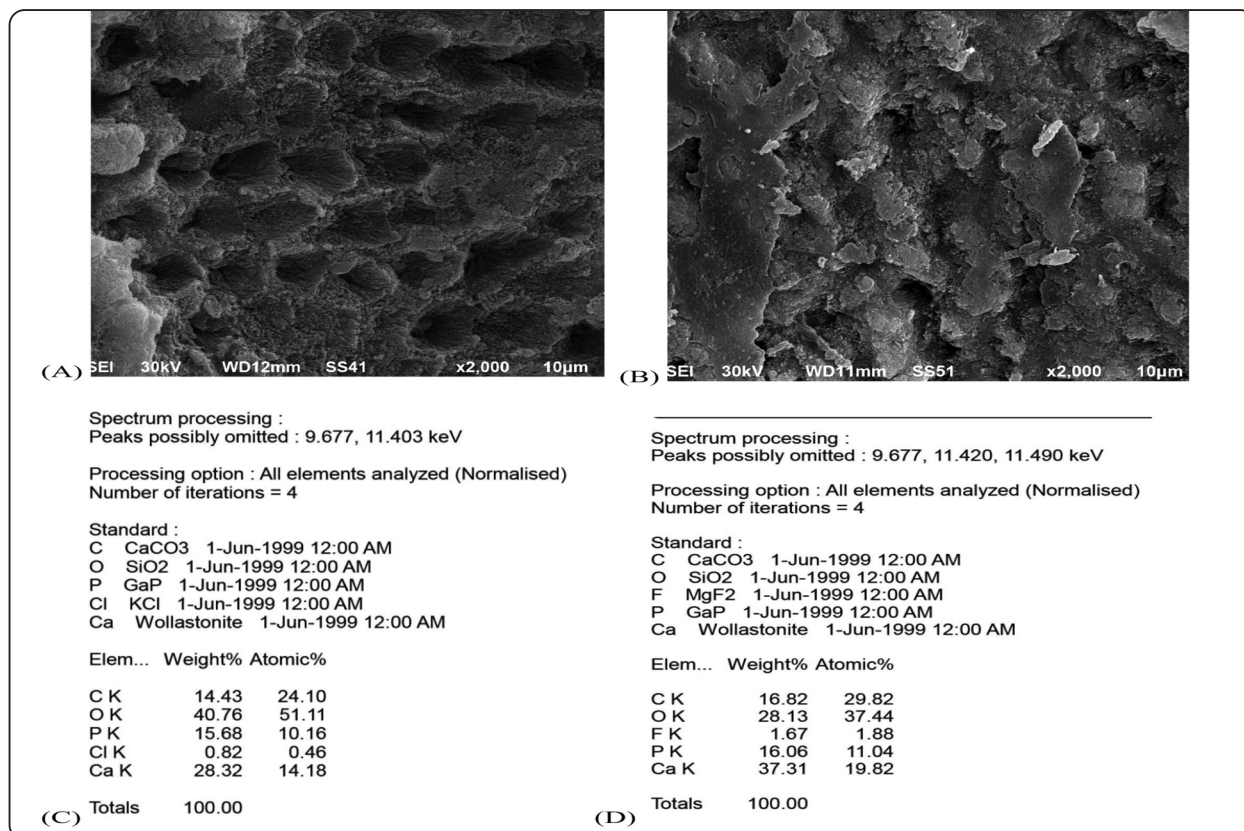 SEI 30kV WD12mm SS41 x2,000 10µm
(A)
SEI 30kV WD11mm SS51 x2,000 10µm
(B)
Spectrum processing :
Peaks possibly omitted : 9.677, 11.403 keV
Processing option : All elements analyzed (Normalised)
Number of iterations = 4
Standard :
C CaCO3 1-Jun-1999 12:00 AM
O SiO2 1-Jun-1999 12:00 AM
P GaP 1-Jun-1999 12:00 AM
Cl KCl 1-Jun-1999 12:00 AM
Ca Wollastonite 1-Jun-1999 12:00 AM
Elem... Weight% Atomic%
C K 14.43 24.10
O K 40.76 51.11
P K 15.68 10.16
Cl K 0.82 0.46
Ca K 28.32 14.18
Totals 100.00
(C)
Spectrum processing :
Peaks possibly omitted : 9.677, 11.420, 11.490 keV
Processing option : All elements analyzed (Normalised)
Number of iterations = 4
Standard :
C CaCO3 1-Jun-1999 12:00 AM
O SiO2 1-Jun-1999 12:00 AM
F MgF2 1-Jun-1999 12:00 AM
P GaP 1-Jun-1999 12:00 AM
Ca Wollastonite 1-Jun-1999 12:00 AM
Elem... Weight% Atomic%
C K 16.82 29.82
O K 28.13 37.44
F K 1.67 1.88
P K 16.06 11.04
Ca K 37.31 19.82
Totals 100.00
(D)